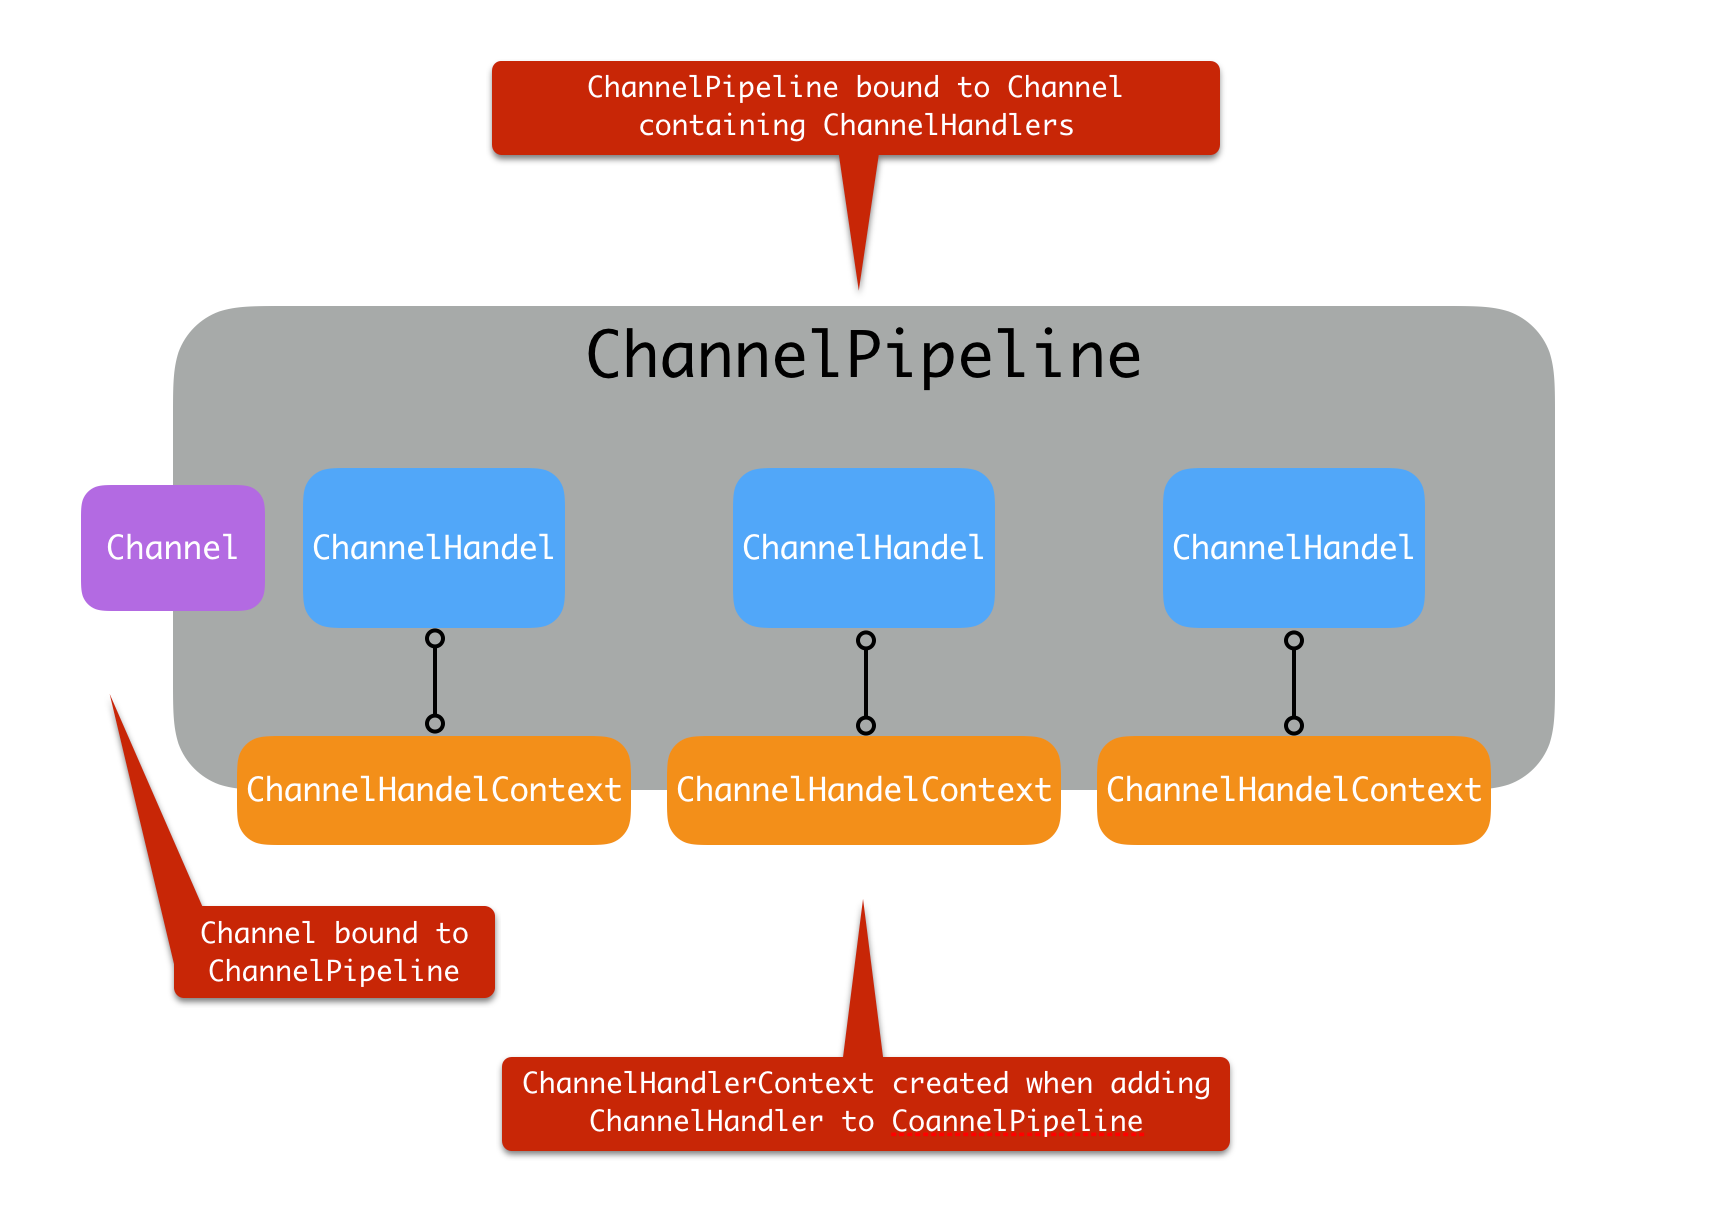 ChannelPipeline bound to Channel
containing ChannelHandlers
ChannelPipeline
Channel
ChannelHandel
ChannelHandel
ChannelHandel
ChannelHandelContext
ChannelHandelContext
ChannelHandelContext
Channel bound to
ChannelPipeline
ChannelHandlerContext created when adding
ChannelHandler to CoannelPipeline